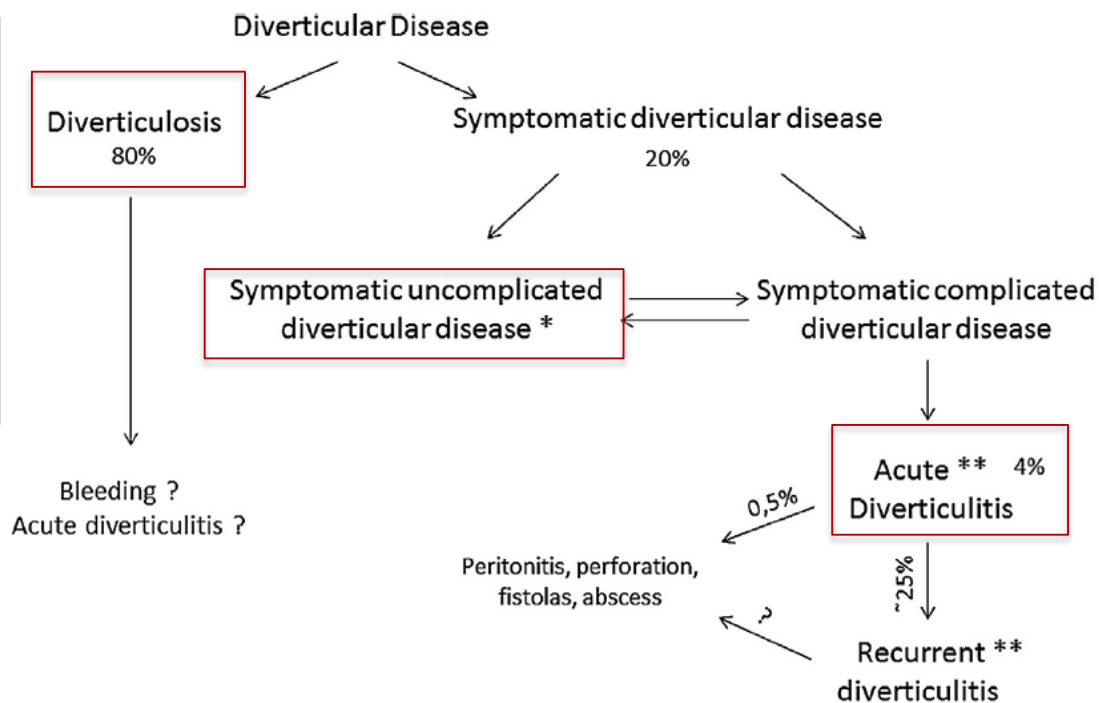 Diverticular Disease
Diverticulosis
80%
Symptomatic diverticular disease
20%
Symptomatic uncomplicated
diverticular disease *
Symptomatic complicated
diverticular disease
Bleeding ?
Acute diverticulitis ?
Acute ** 4%
Diverticulitis
0,5%
Peritonitis, perforation,
fistolas, abscess
~25%
?
Recurrent **
diverticulitis